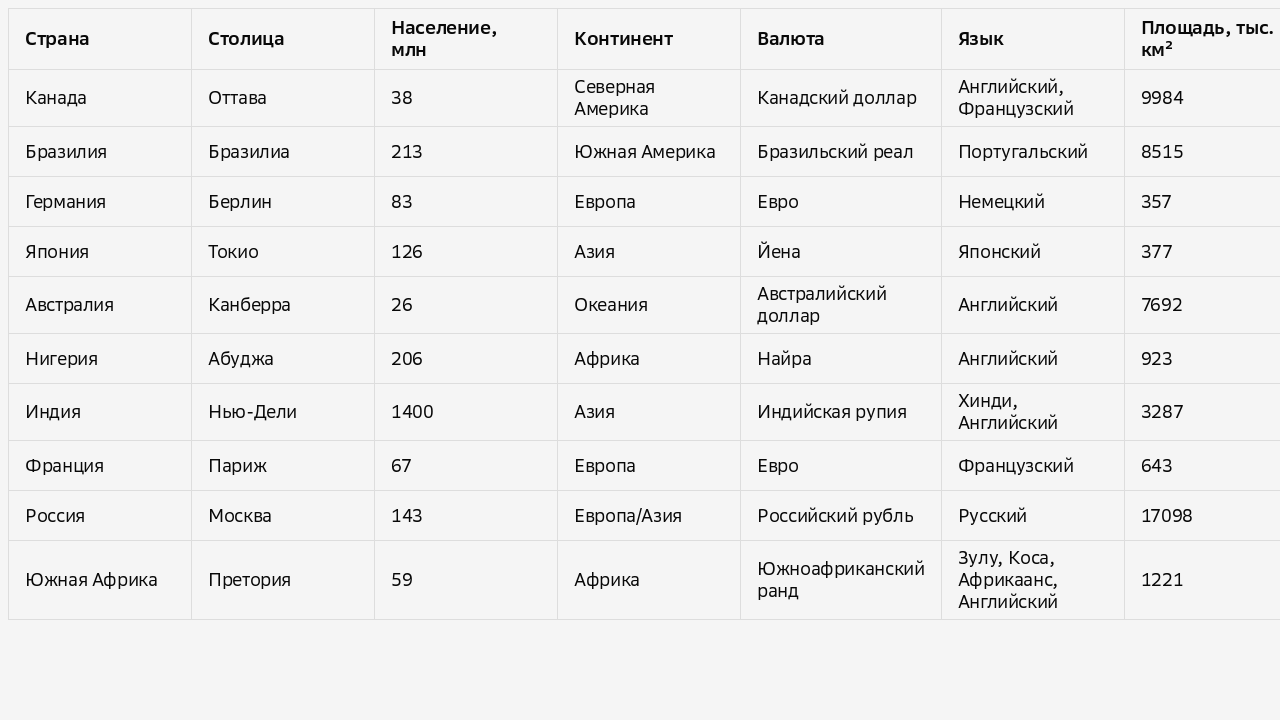 Страна Столица Население, млн Континент Валюта Язык Площадь, тыс. км²
Канада Оттава 38 Северная Америка Канадский доллар Английский, Французский 9984
Бразилия Бразилиа 213 Южная Америка Бразильский реал Португальский 8515
Германия Берлин 83 Европа Евро Немецкий 357
Япония Токио 126 Азия Йена Японский 377
Австралия Канберра 26 Океания Австралийский доллар Английский 7692
Нигерия Абуджа 206 Африка Найра Английский 923
Индия Нью-Дели 1400 Азия Индийская рупия Хинди, Английский 3287
Франция Париж 67 Европа Евро Французский 643
Россия Москва 143 Европа/Азия Российский рубль Русский 17098
Южная Африка Претория 59 Африка Южноафриканский ранд Зулу, Коса, Африкаанс, Английский 1221